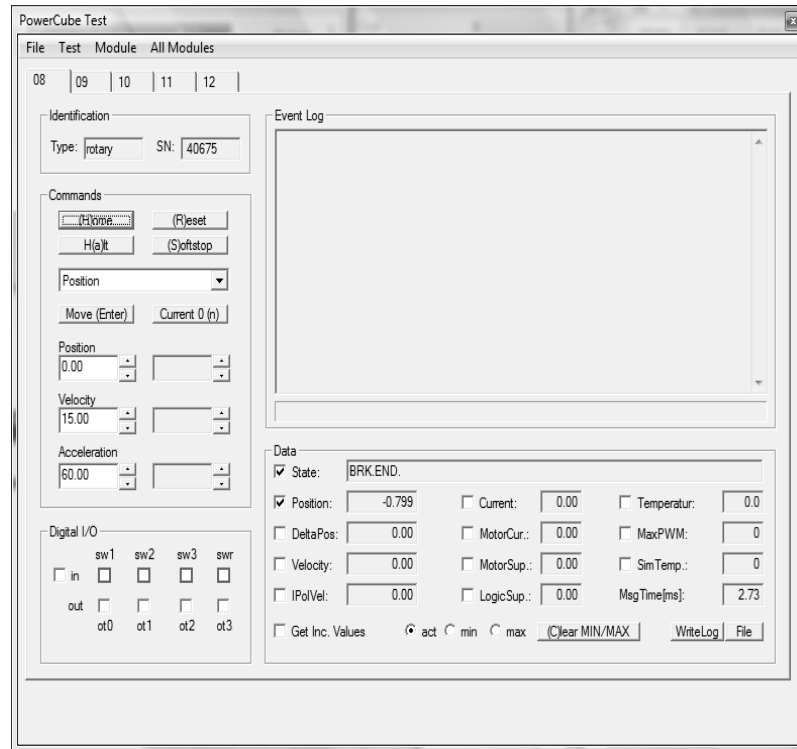 PowerCube Test
File Test Module All Modules
08 09 10 11 12
Identification
Type: rotary SN: 40675
Commands
(H)ome (R)eset
H(a)lt (S)oftstop
Position
Move (Enter) Current 0 (n)
Position
0.00
Velocity
15.00
Acceleration
60.00
Digital I/O
sw1 sw2 sw3 swr
in
out
ot0 ot1 ot2 ot3
Event Log
Data
State: BRK.END.
Position: -0.799 Current: 0.00 Temperatur: 0.0
DeltaPos: 0.00 MotorCur.: 0.00 MaxPWM: 0
Velocity: 0.00 MotorSup.: 0.00 SimTemp.: 0
IPolVel: 0.00 LogicSup.: 0.00 MsgTime[ms]: 2.73
Get Inc. Values act min max (C)lear MIN/MAX WriteLog File